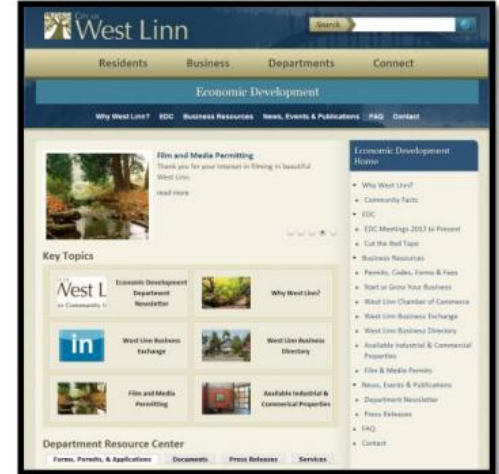 CITY OF
West Linn
Search
Residents Business Departments Connect
Economic Development
Why West Linn? EDC Business Resources News, Events & Publications FAQ Contact
Film and Media Permitting
Thank you for your interest in filming in beautiful
West Linn.
read more
Key Topics
West L
Economic Development
Department
Newsletter
Why West Linn?
in
West Linn Business
Exchange
West Linn Business
Directory
Film and Media
Permitting
Available Industrial &
Commerical Properties
Department Resource Center
Forms, Permits, & Applications Documents Press Releases Services
Economic Development
Home
Why West Linn?
Community Facts
EDC
EDC Meetings 2013 to Present
Cut the Red Tape
Business Resources
Permits, Codes, Forms & Fees
Start or Grow Your Business
West Linn Chamber of Commerce
West Linn Business Exchange
West Linn Business Directory
Available Industrial & Commercial
Properties
Film & Media Permits
News, Events & Publications
Department Newsletter
Press Releases
FAQ
Contact